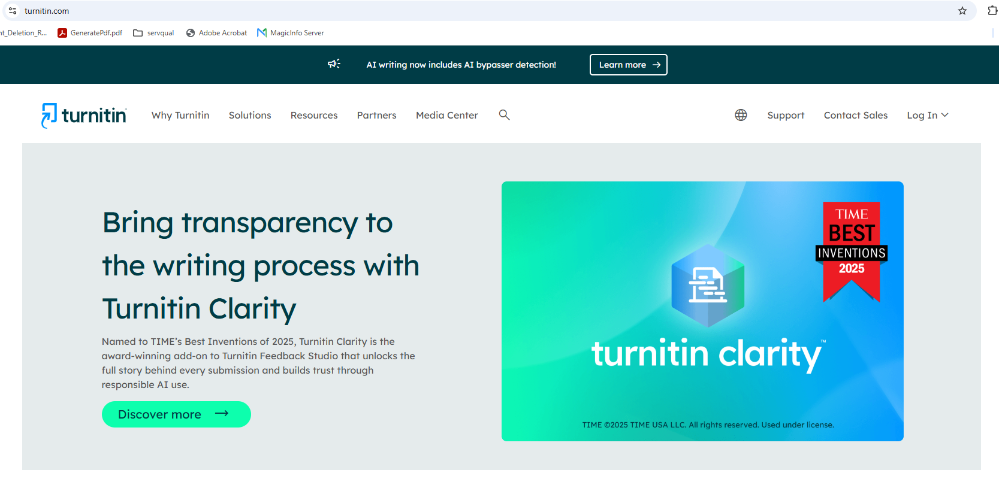 turnitin.com
nt_Deletion_R...
GeneratePdf.pdf
servqual
Adobe Acrobat
MagicInfo Server
AI writing now includes AI bypasser detection!
Learn more
turnitin
Why Turnitin
Solutions
Resources
Partners
Media Center
Support
Contact Sales
Log In
Bring transparency to
the writing process with
Turnitin Clarity
Named to TIME’s Best Inventions of 2025, Turnitin Clarity is the
award-winning add-on to Turnitin Feedback Studio that unlocks the
full story behind every submission and builds trust through
responsible AI use.
Discover more
TIME
BEST
INVENTIONS
2025
turnitin clarity™
TIME ©2025 TIME USA LLC. All rights reserved. Used under license.